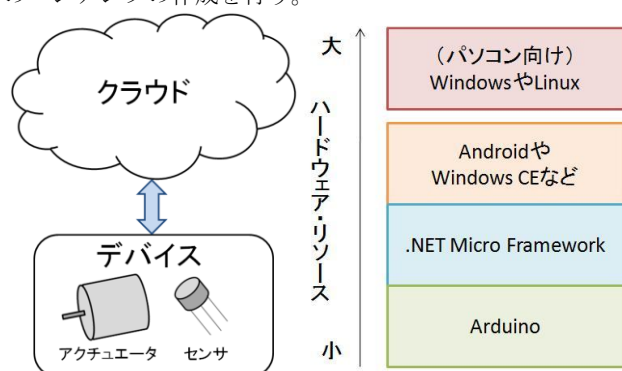 クラウド
デバイス
アクチュエータ センサ
大
ハードウェア・リソース
小
（パソコン向け）
WindowsやLinux
Androidや
Windows CEなど
.NET Micro Framework
Arduino